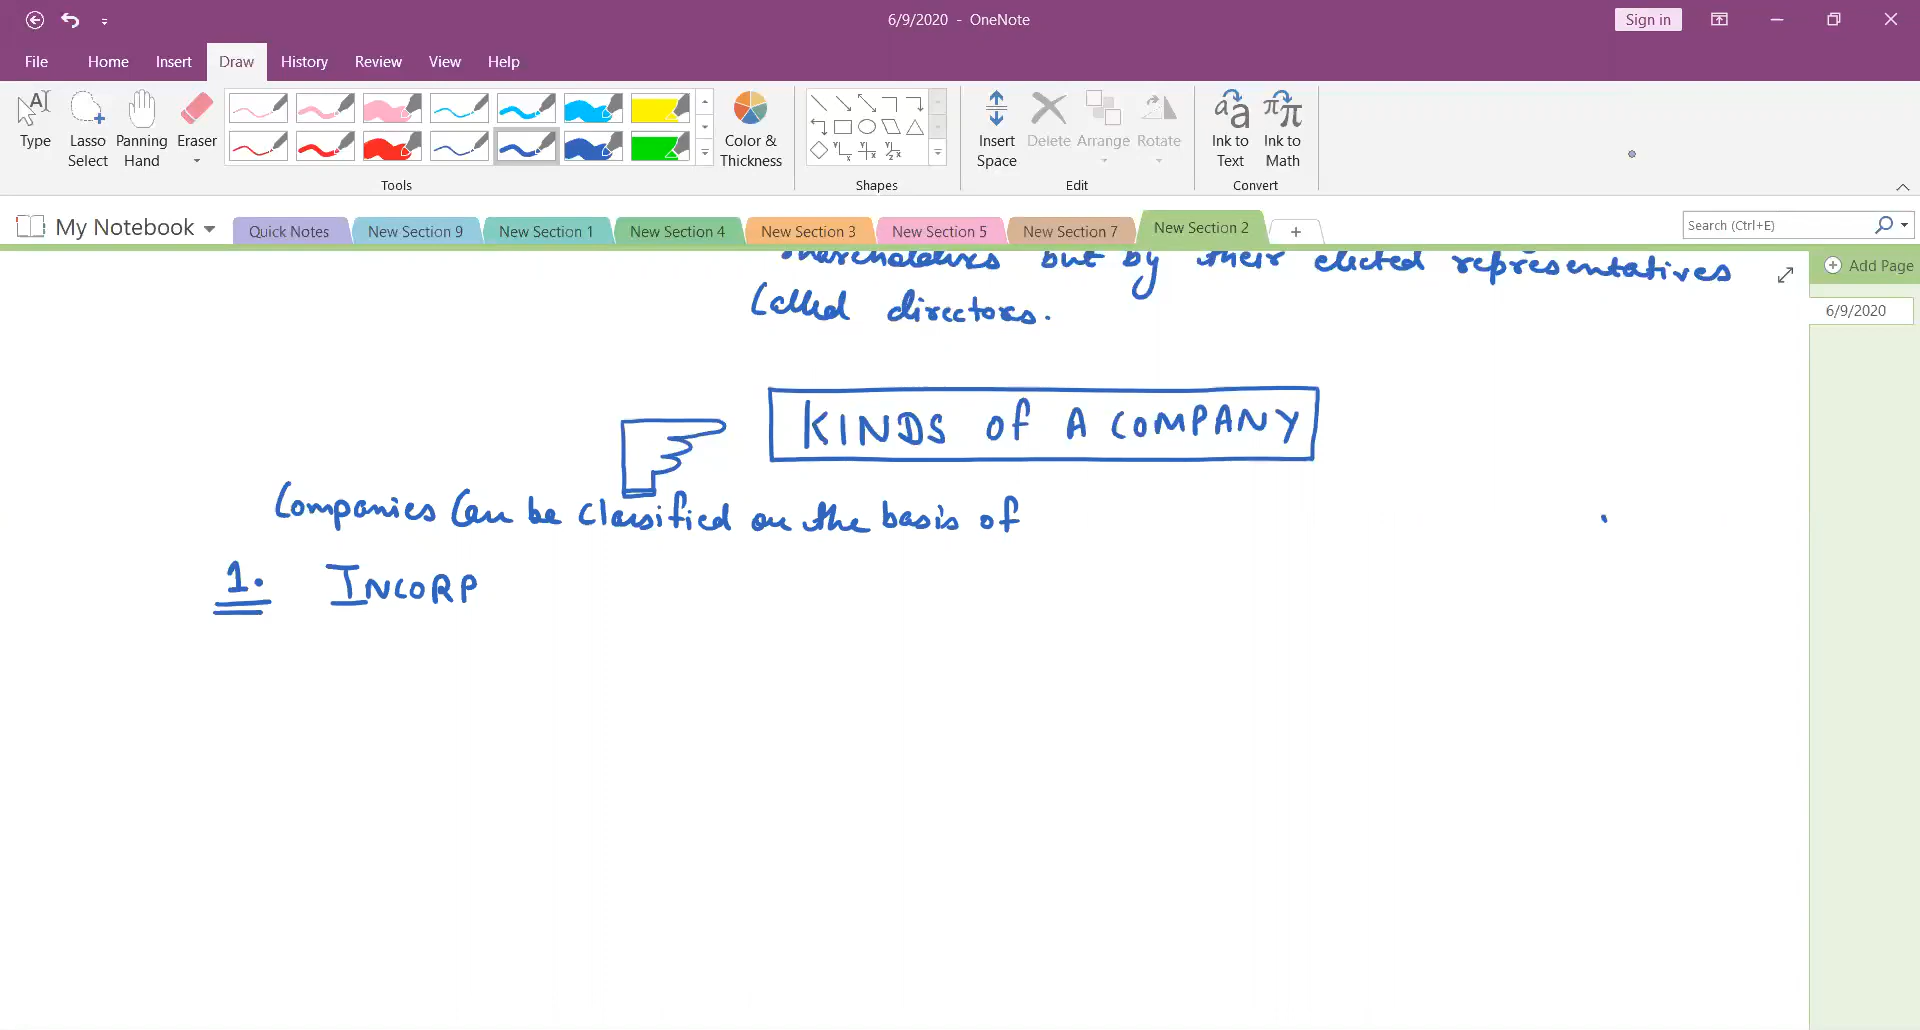 6/9/2020 - OneNote
Sign in
File Home Insert Draw History Review View Help
Type
Lasso Select
Panning Hand
Eraser
Color & Thickness
Insert Space
Delete
Arrange
Rotate
Ink to Text
Ink to Math
Tools Shapes Edit Convert
My Notebook Quick Notes New Section 9 New Section 1 New Section 4 New Section 3 New Section 5 New Section 7 New Section 2 +
Search (Ctrl+E)
Add Page
6/9/2020
shareholders but by their elected representatives
Called directors.
KINDS of A COMPANY
Companies Can be classified on the basis of
1. INCORP